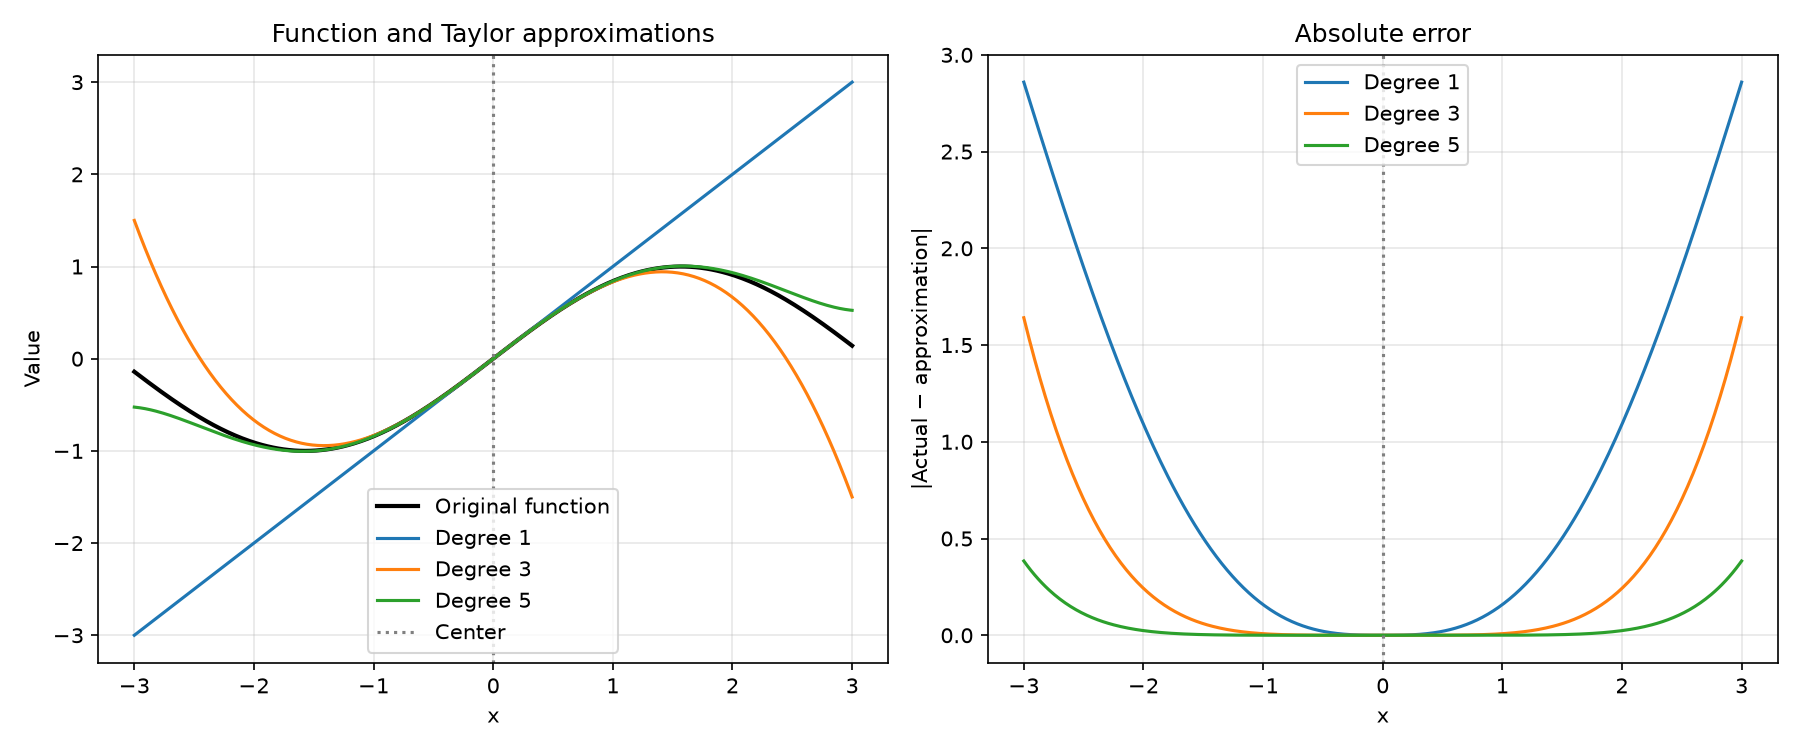 Function and Taylor approximations
Value
3
2
1
0
−1
−2
−3
−3
−2
−1
0
1
2
3
x
Original function
Degree 1
Degree 3
Degree 5
Center
Absolute error
|Actual − approximation|
3.0
2.5
2.0
1.5
1.0
0.5
0.0
−3
−2
−1
0
1
2
3
x
Degree 1
Degree 3
Degree 5